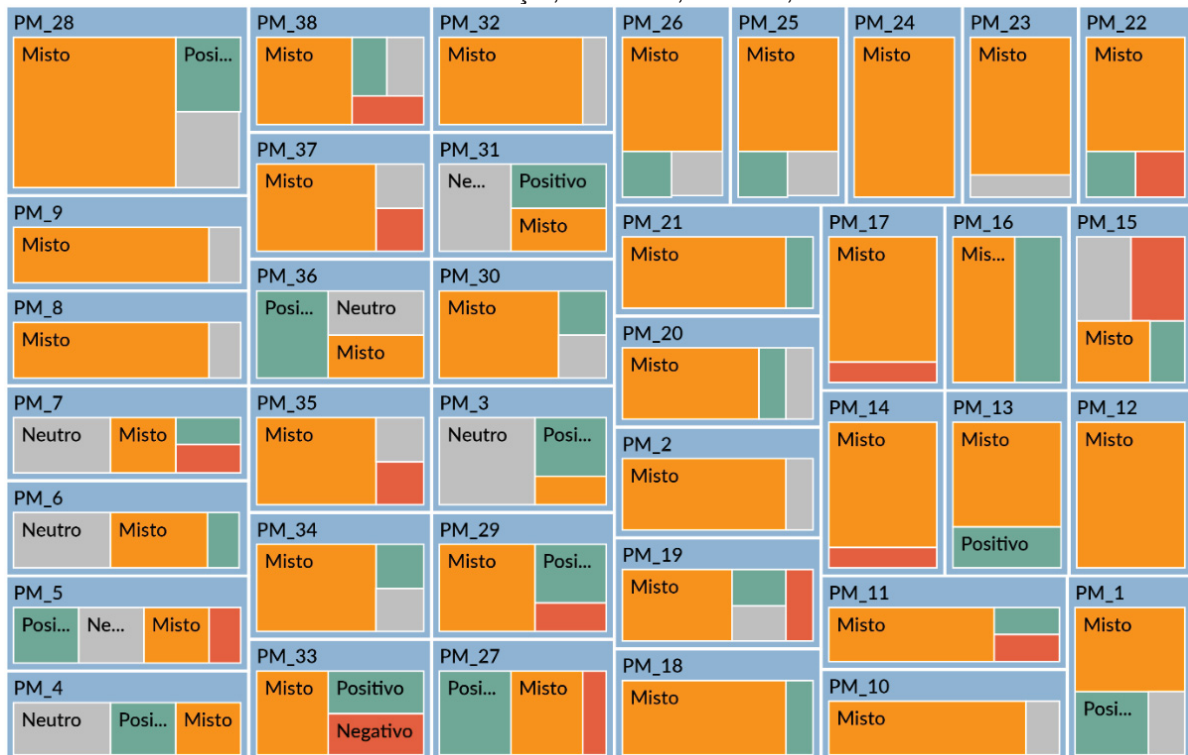 PM_28
Misto
Posi...
PM_9
Misto
PM_8
Misto
PM_7
Neutro
Misto
PM_6
Neutro
Misto
PM_5
Posi...
Ne...
Misto
PM_4
Neutro
Posi...
Misto
PM_38
Misto
PM_37
Misto
PM_36
Posi...
Neutro
Misto
PM_35
Misto
PM_34
Misto
PM_33
Misto
Positivo
Negativo
PM_32
Misto
PM_31
Ne...
Positivo
Misto
PM_30
Misto
PM_3
Neutro
Posi...
PM_29
Misto
Posi...
PM_27
Posi...
Misto
PM_26
Misto
PM_25
Misto
PM_24
Misto
PM_23
Misto
PM_22
Misto
PM_21
Misto
PM_20
Misto
PM_2
Misto
PM_19
Misto
PM_18
Misto
PM_17
Misto
PM_16
Mis...
PM_15
Misto
PM_14
Misto
PM_13
Misto
Positivo
PM_12
Misto
PM_11
Misto
PM_10
Misto
PM_1
Misto
Posi...